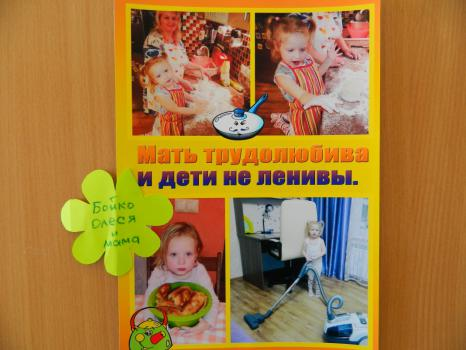 Мать трудолюбива
и дети не ленивы.
Бойко
Олеся
и
мама